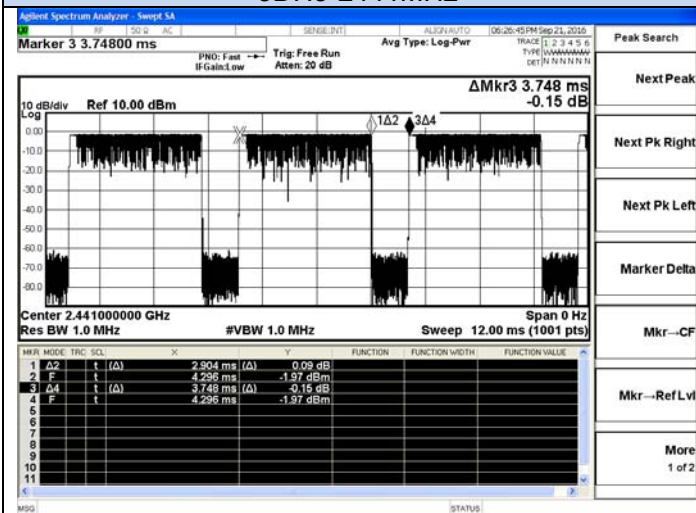 Agilent Spectrum Analyzer - Swept SA
RF 50 Ω AC SENSE:INT ALIGN AUTO 06:26:45 PM Sep 21, 2016
Marker 3 3.74800 ms
PNO: Fast
IFGain:Low
Trig: Free Run
Atten: 20 dB
Avg Type: Log-Pwr
TRACE 1 2 3 4 5 6
TYPE WWWWWW
DET N N N N N N
Peak Search
Next Peak
Next Pk Right
Next Pk Left
Marker Delta
Mkr→CF
Mkr→Ref Lvl
More
1 of 2
ΔMkr3 3.748 ms
-0.15 dB
10 dB/div Ref 10.00 dBm
Log
1Δ2 3Δ4
0.00
-10.0
-20.0
-30.0
-40.0
-50.0
-60.0
-70.0
-80.0
Center 2.441000000 GHz Span 0 Hz
Res BW 1.0 MHz #VBW 1.0 MHz Sweep 12.00 ms (1001 pts)
MKR MODE TRC SCL X Y FUNCTION FUNCTION WIDTH FUNCTION VALUE
1 Δ2 t (Δ) 2.904 ms (Δ) 0.09 dB
2 F t 4.296 ms -1.97 dBm
3 Δ4 t (Δ) 3.748 ms (Δ) -0.15 dB
4 F t 4.296 ms -1.97 dBm
5
6
7
8
9
10
11
MSG STATUS